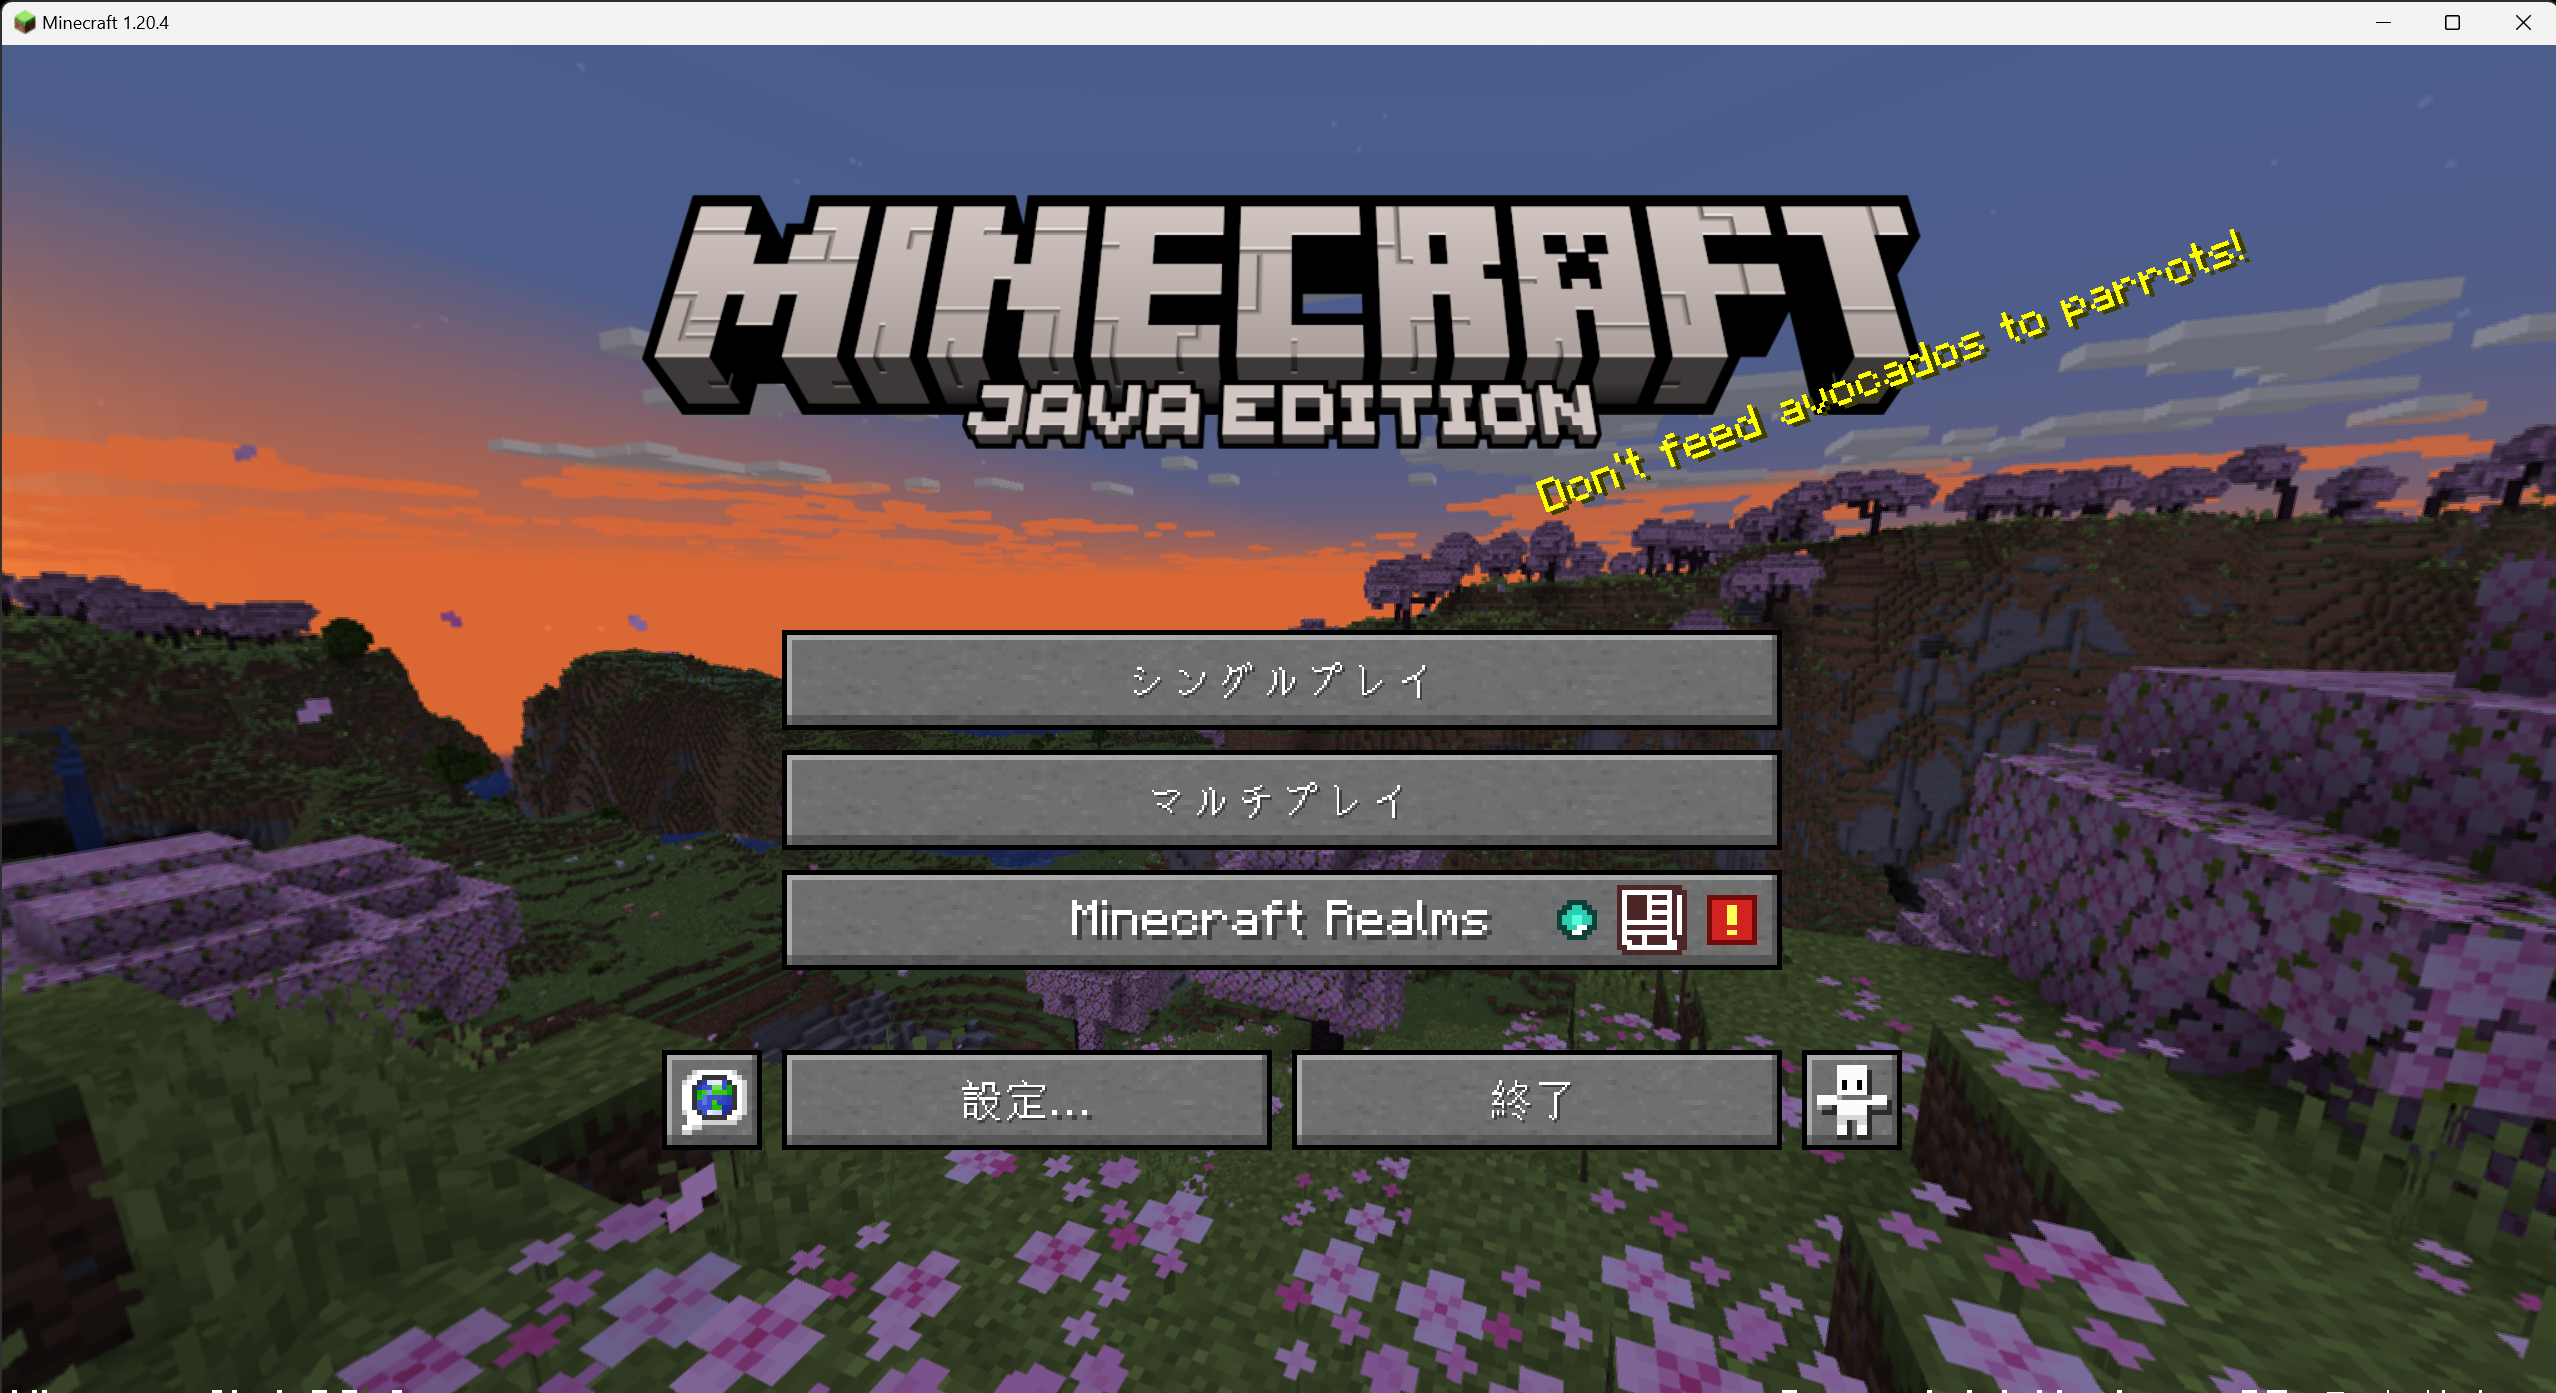 Minecraft 1.20.4
MINECRAFT
JAVA EDITION
Don't feed avocados to parrots!
シングルプレイ
マルチプレイ
Minecraft Realms
設定...
終了